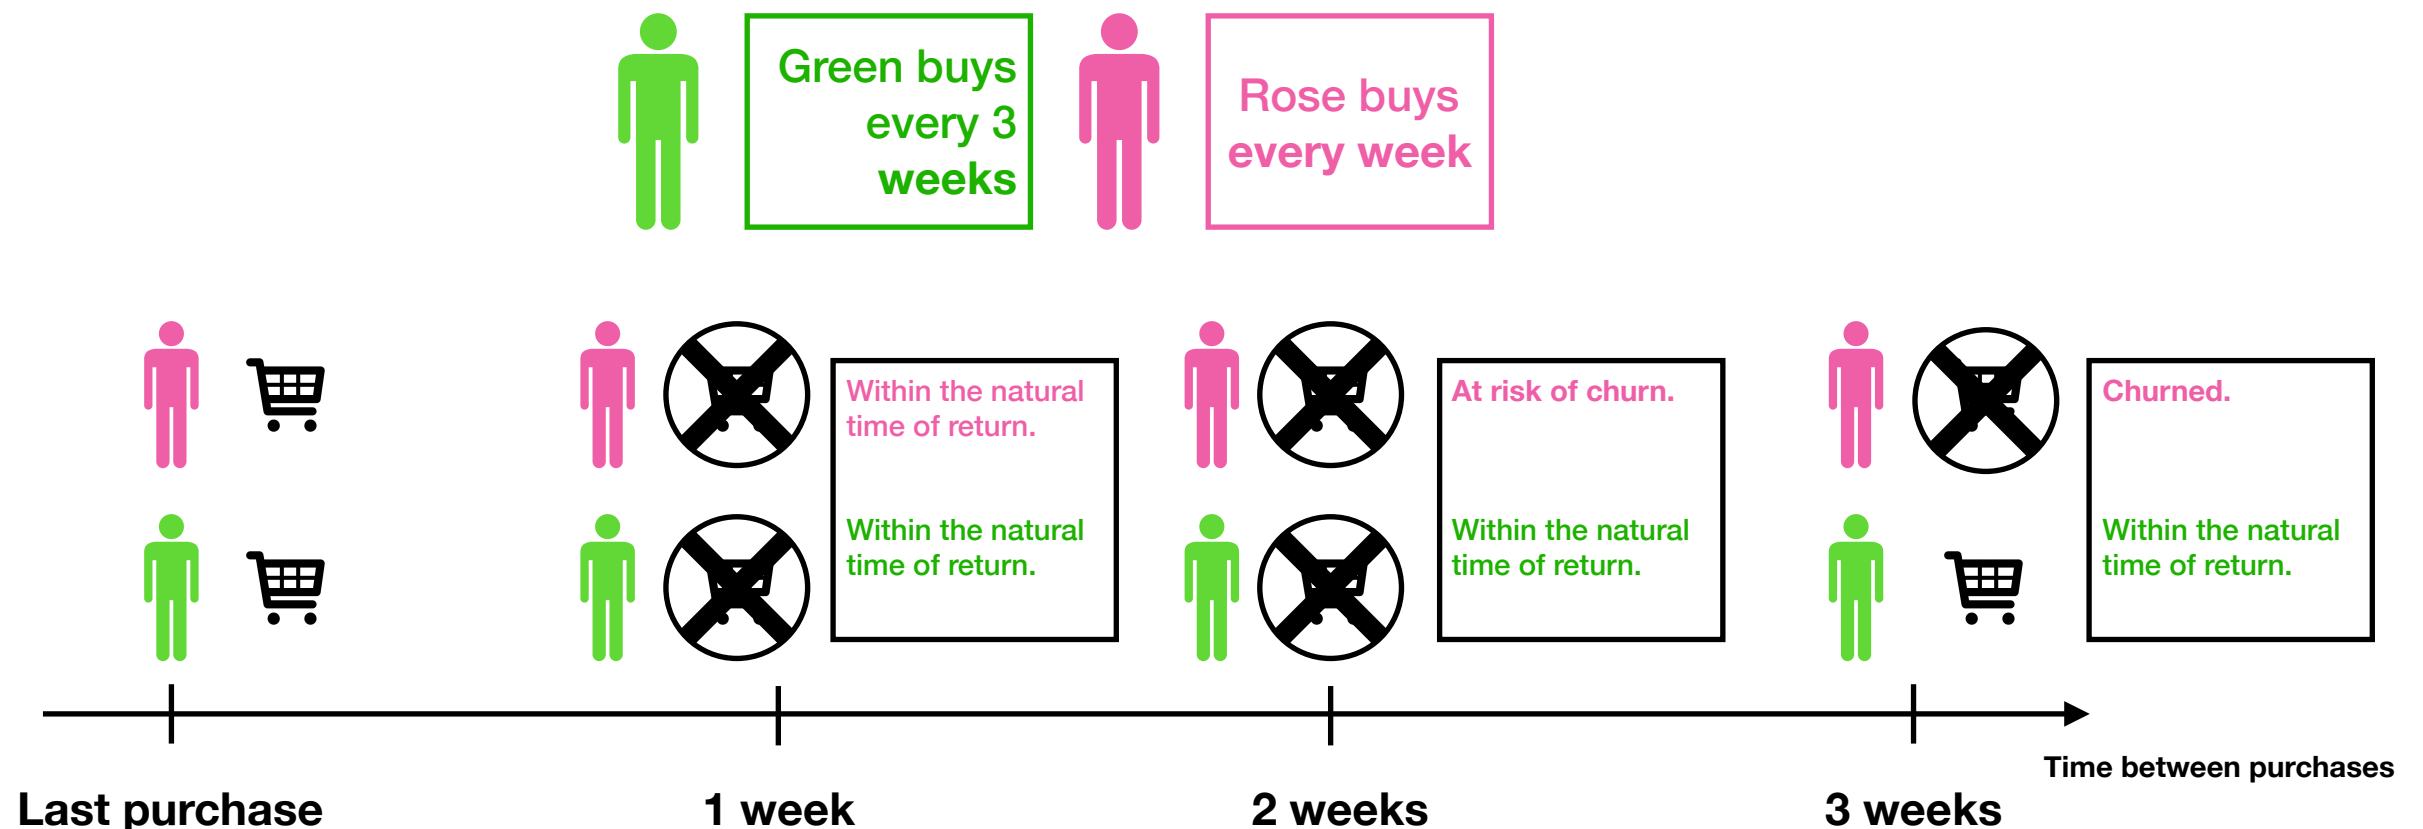 Green buys
every 3
weeks
Rose buys
every week
Within the natural
time of return.
Within the natural
time of return.
At risk of churn.
Within the natural
time of return.
Churned.
Within the natural
time of return.
Time between purchases
Last purchase
1 week
2 weeks
3 weeks